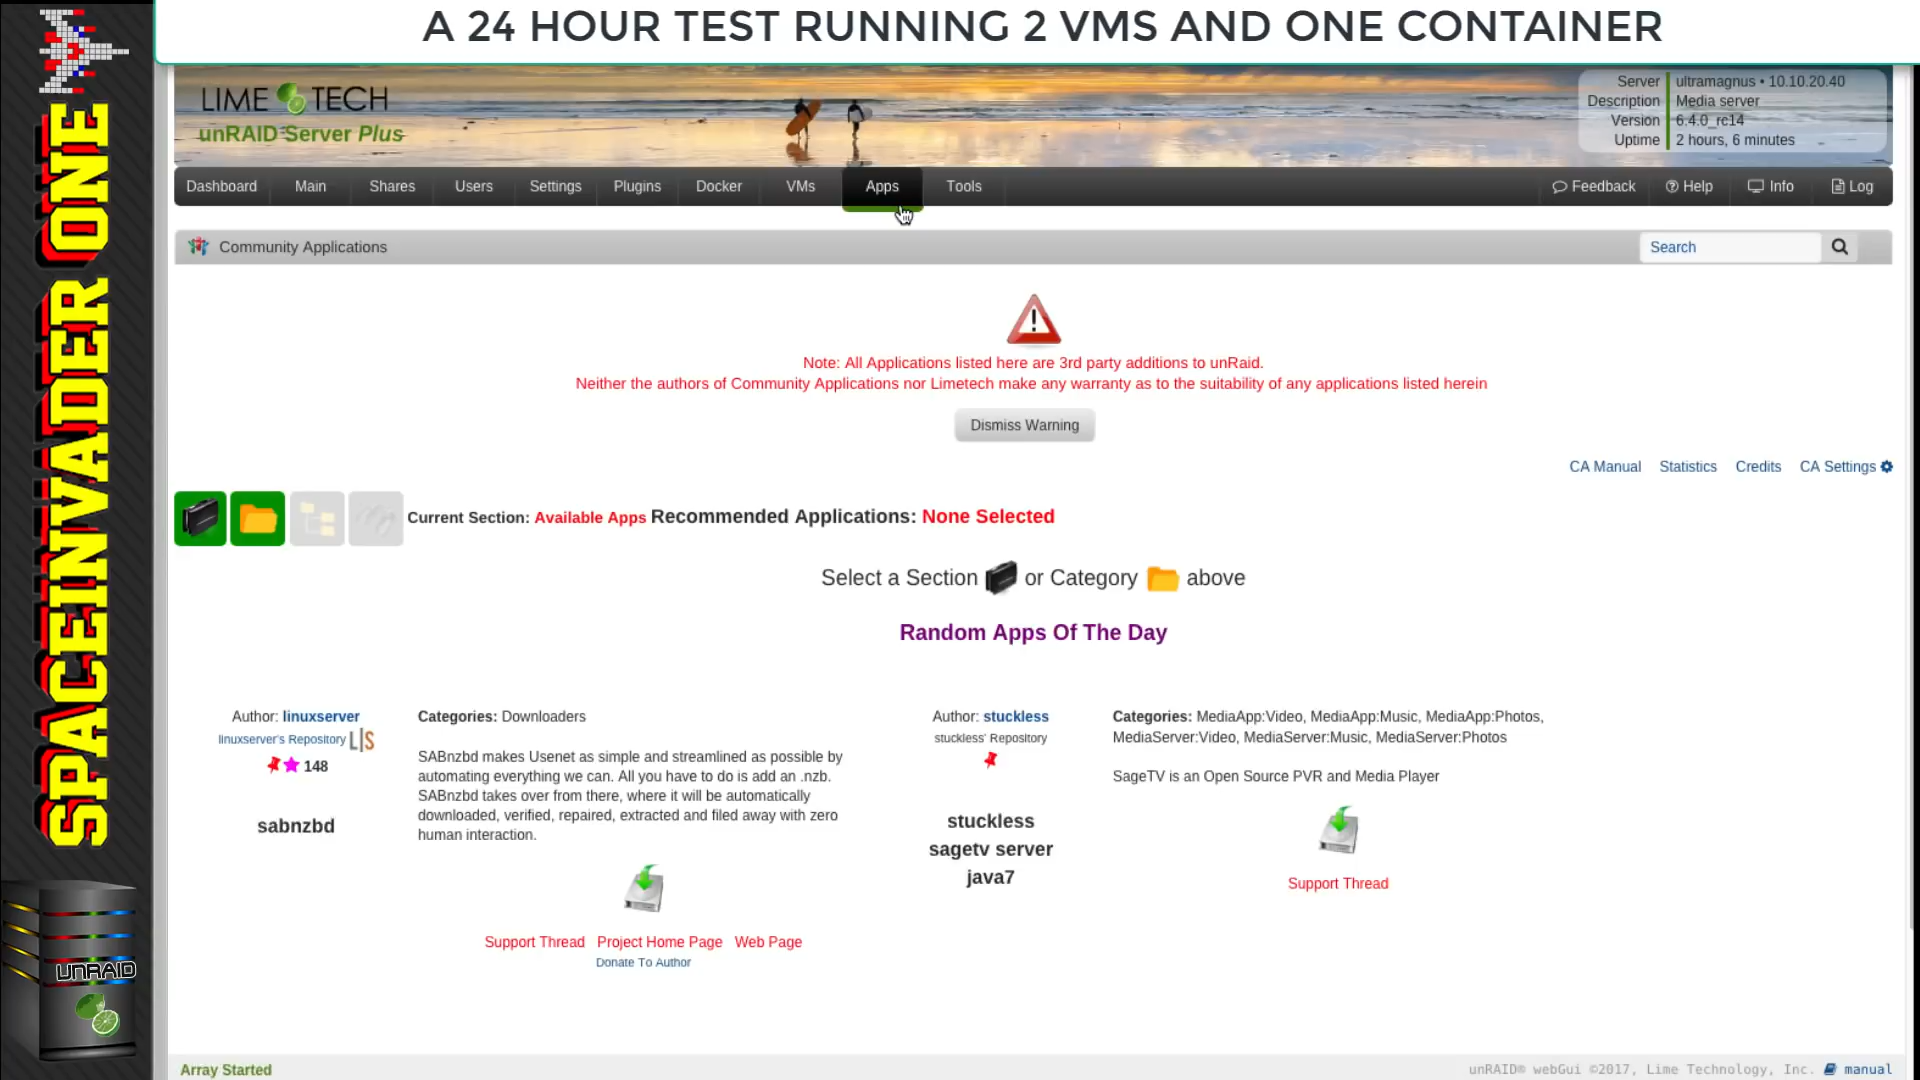 A 24 HOUR TEST RUNNING 2 VMS AND ONE CONTAINER
SPACEINVADER ONE
UNRAID
LIME TECH
unRAID Server Plus
Server ultramagnus • 10.10.20.40
Description Media server
Version 6.4.0_rc14
Uptime 2 hours, 6 minutes
Dashboard Main Shares Users Settings Plugins Docker VMs Apps Tools Feedback Help Info Log
Community Applications Search
Note: All Applications listed here are 3rd party additions to unRaid.
Neither the authors of Community Applications nor Limetech make any warranty as to the suitability of any applications listed herein
Dismiss Warning
CA Manual Statistics Credits CA Settings
Current Section: Available Apps Recommended Applications: None Selected
Select a Section or Category above
Random Apps Of The Day
Author: linuxserver
linuxserver's Repository L|S
148
sabnzbd
Categories: Downloaders
SABnzbd makes Usenet as simple and streamlined as possible by
automating everything we can. All you have to do is add an .nzb.
SABnzbd takes over from there, where it will be automatically
downloaded, verified, repaired, extracted and filed away with zero
human interaction.
Support Thread Project Home Page Web Page
Donate To Author
Author: stuckless
stuckless' Repository
stuckless
sagetv server
java7
Categories: MediaApp:Video, MediaApp:Music, MediaApp:Photos,
MediaServer:Video, MediaServer:Music, MediaServer:Photos
SageTV is an Open Source PVR and Media Player
Support Thread
Array Started
unRAID® webGui ©2017, Lime Technology, Inc. manual